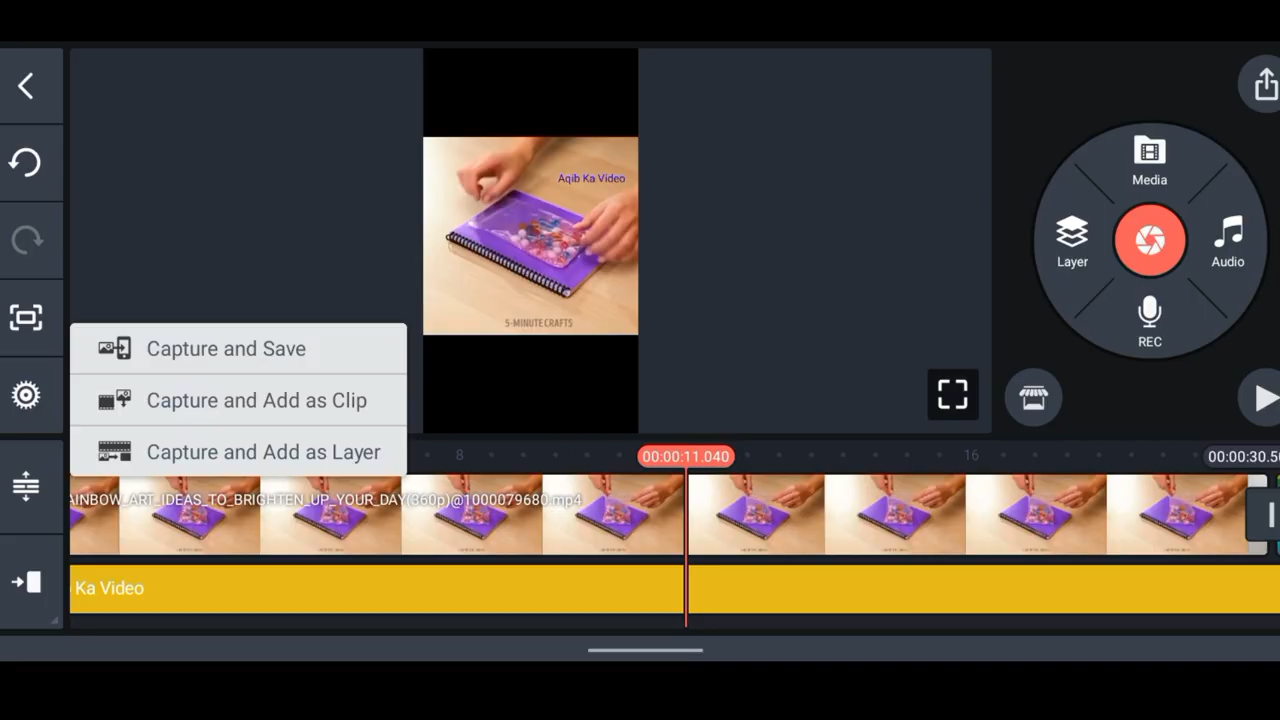 Aqib Ka Video
5-MINUTE CRAFTS
Media
Layer
Audio
REC
Capture and Save
Capture and Add as Clip
Capture and Add as Layer
8
00:00:11.040
16
00:00:30.50
AINBOW_ART_IDEAS_TO_BRIGHTEN_UP_YOUR_DAY(360p)@1000079680.mp4
Ka Video